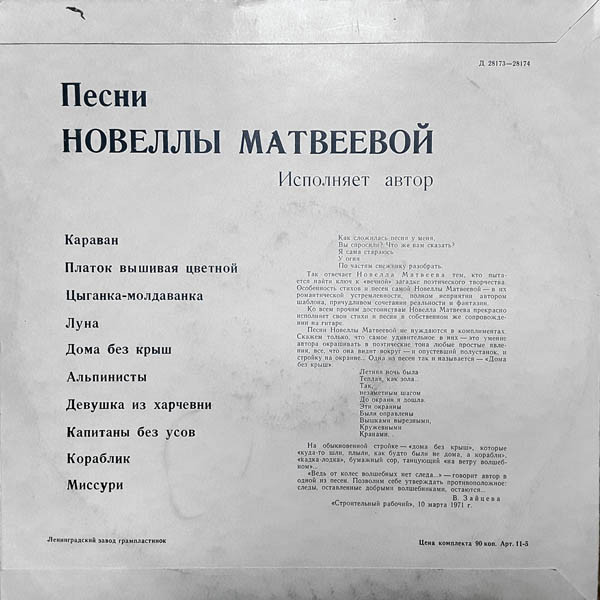 Д 28173—28174
Песни
НОВЕЛЛЫ МАТВЕЕВОЙ
Исполняет автор
Караван
Платок вышивая цветной
Цыганка-молдаванка
Луна
Дома без крыш
Альпинисты
Девушка из харчевни
Капитаны без усов
Кораблик
Миссури
Как сложилась песня у меня,
Вы спросили? Что же вам сказать?
Я сама стараюсь
У огня
По частям снежинку разобрать.
Так отвечает Новелла Матвеева тем, кто пыта-
ется найти ключ к «вечной» загадке поэтического творчества.
Особенность стихов и песен самой Новеллы Матвеевой — в их
романтической устремленности, полном неприятии автором
шаблона, причудливом сочетании реальности и фантазии.
Ко всем прочим достоинствам Новелла Матвеева прекрасно
исполняет свои стихи и песни в собственном же сопровожде-
нии на гитаре.
Песни Новеллы Матвеевой не нуждаются в комплиментах.
Скажем только, что самое удивительное в них — это умение
автора окрашивать в поэтические тона любые простые явле-
ния, все, что она видит вокруг — и опустевший полустанок, и
стройку на окраине... Одна из песен так и называется — «Дома
без крыш».
Летняя ночь была
Теплая, как зола...
Так,
незаметным шагом
До окраин я дошла.
Эти окраины
Были оправлены
Вышками вырезными,
Кружевными
Кранами.
На обыкновенной стройке — «дома без крыш», которые
«куда-то шли, плыли, как будто были не дома, а корабли»,
«кадка-лодка», бумажный сор, танцующий «на ветру волшеб-
ном»...
«Ведь от колес волшебных нет следа...» — говорит автор в
одной из песен. Позволим себе утверждать противоположное:
следы, оставленные добрыми волшебниками, остаются...
В. Зайцева
«Строительный рабочий», 10 марта 1971 г.
Ленинградский завод грампластинок
Цена комплекта 90 коп. Арт. 11-5